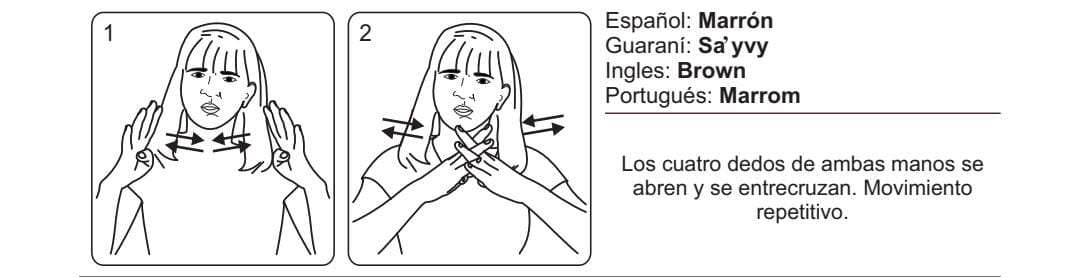 1
2
Español: Marrón
Guaraní: Sa’yvy
Ingles: Brown
Portugués: Marrom
Los cuatro dedos de ambas manos se
abren y se entrecruzan. Movimiento
repetitivo.